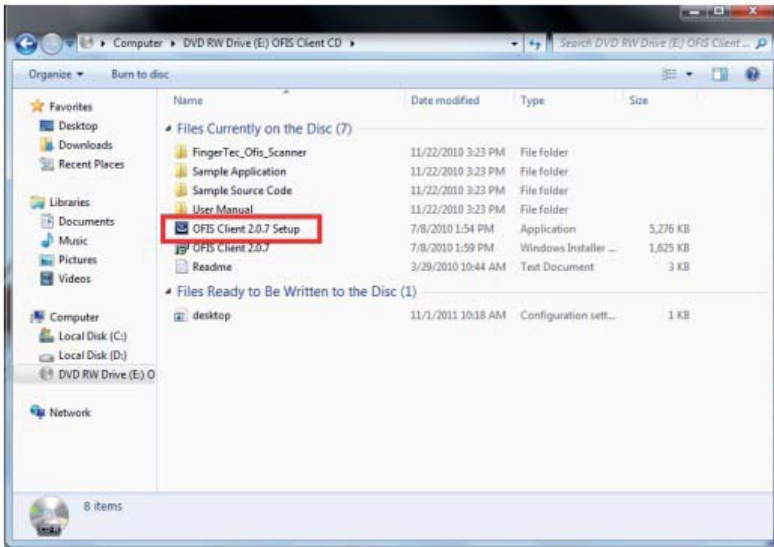 Computer ▸ DVD RW Drive (E:) OFIS Client CD ▸ Search DVD RW Drive (E:) OFIS Client ...
Organize Burn to disc
Favorites
Desktop
Downloads
Recent Places
Libraries
Documents
Music
Pictures
Videos
Computer
Local Disk (C:)
Local Disk (D:)
DVD RW Drive (E:) O
Network
Name Date modified Type Size
Files Currently on the Disc (7)
FingerTec_Ofis_Scanner 11/22/2010 3:23 PM File folder
Sample Application 11/22/2010 3:23 PM File folder
Sample Source Code 11/22/2010 3:23 PM File folder
User Manual 11/22/2010 3:23 PM File folder
OFIS Client 2.0.7 Setup 7/8/2010 1:54 PM Application 5,276 KB
OFIS Client 2.0.7 7/8/2010 1:59 PM Windows Installer ... 1,625 KB
Readme 3/29/2010 10:44 AM Text Document 3 KB
Files Ready to Be Written to the Disc (1)
desktop 11/1/2011 10:18 AM Configuration sett... 1 KB
8 items
CD-R